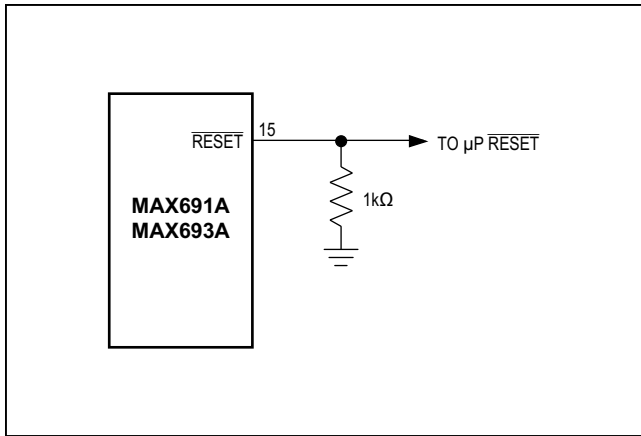 RESET 15
TO µP RESET
1kΩ
MAX691A
MAX693A